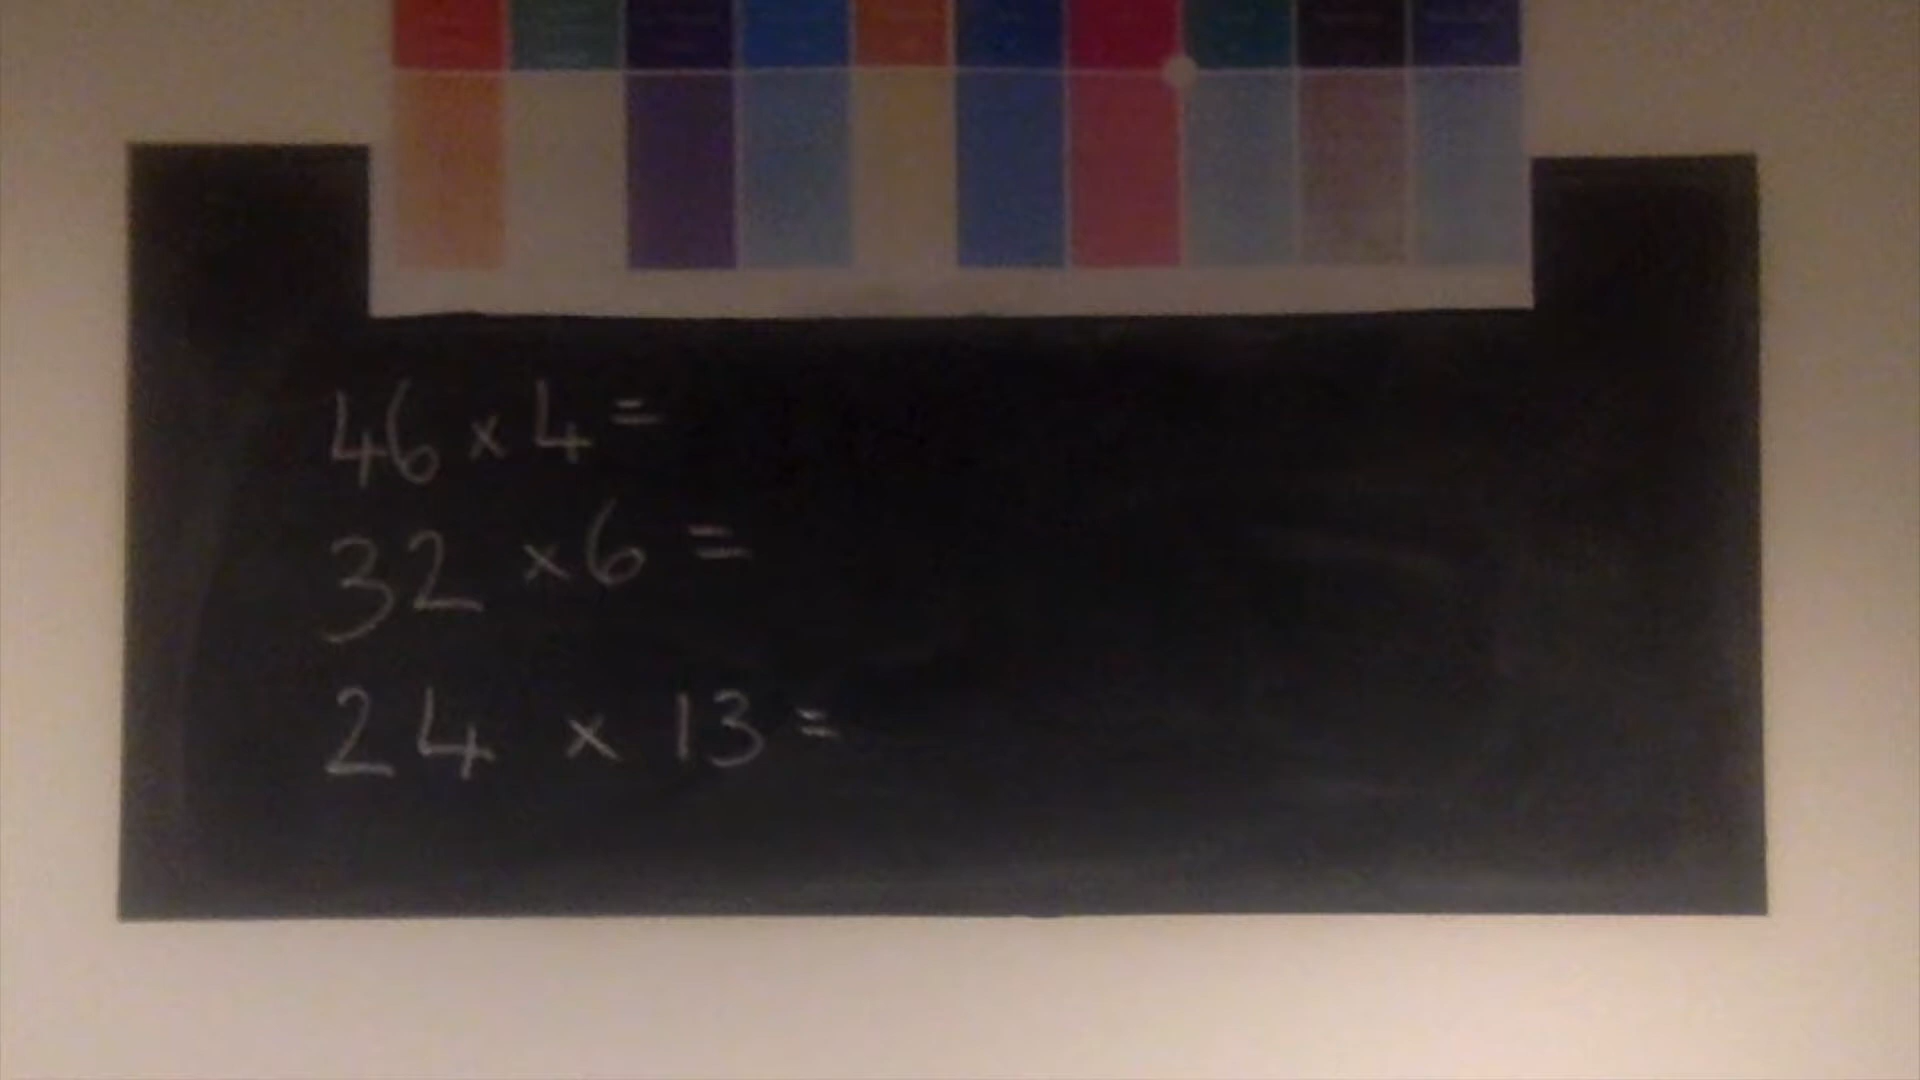 46 × 4 =
32 × 6 =
24 × 13 =